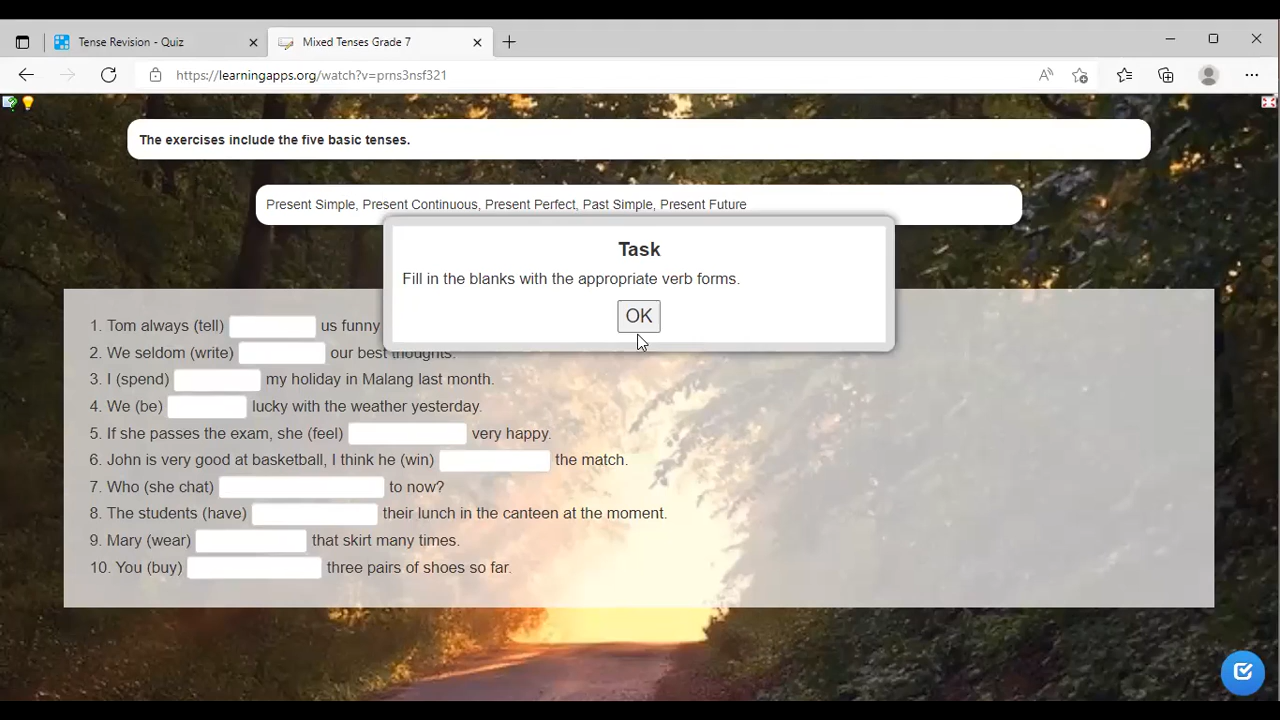 Tense Revision - Quiz
Mixed Tenses Grade 7
https://learningapps.org/watch?v=prns3nsf321
The exercises include the five basic tenses.
Present Simple, Present Continuous, Present Perfect, Past Simple, Present Future
Task
Fill in the blanks with the appropriate verb forms.
OK
1. Tom always (tell) us funny
2. We seldom (write) our best thoughts.
3. I (spend) my holiday in Malang last month.
4. We (be) lucky with the weather yesterday.
5. If she passes the exam, she (feel) very happy.
6. John is very good at basketball, I think he (win) the match.
7. Who (she chat) to now?
8. The students (have) their lunch in the canteen at the moment.
9. Mary (wear) that skirt many times.
10. You (buy) three pairs of shoes so far.